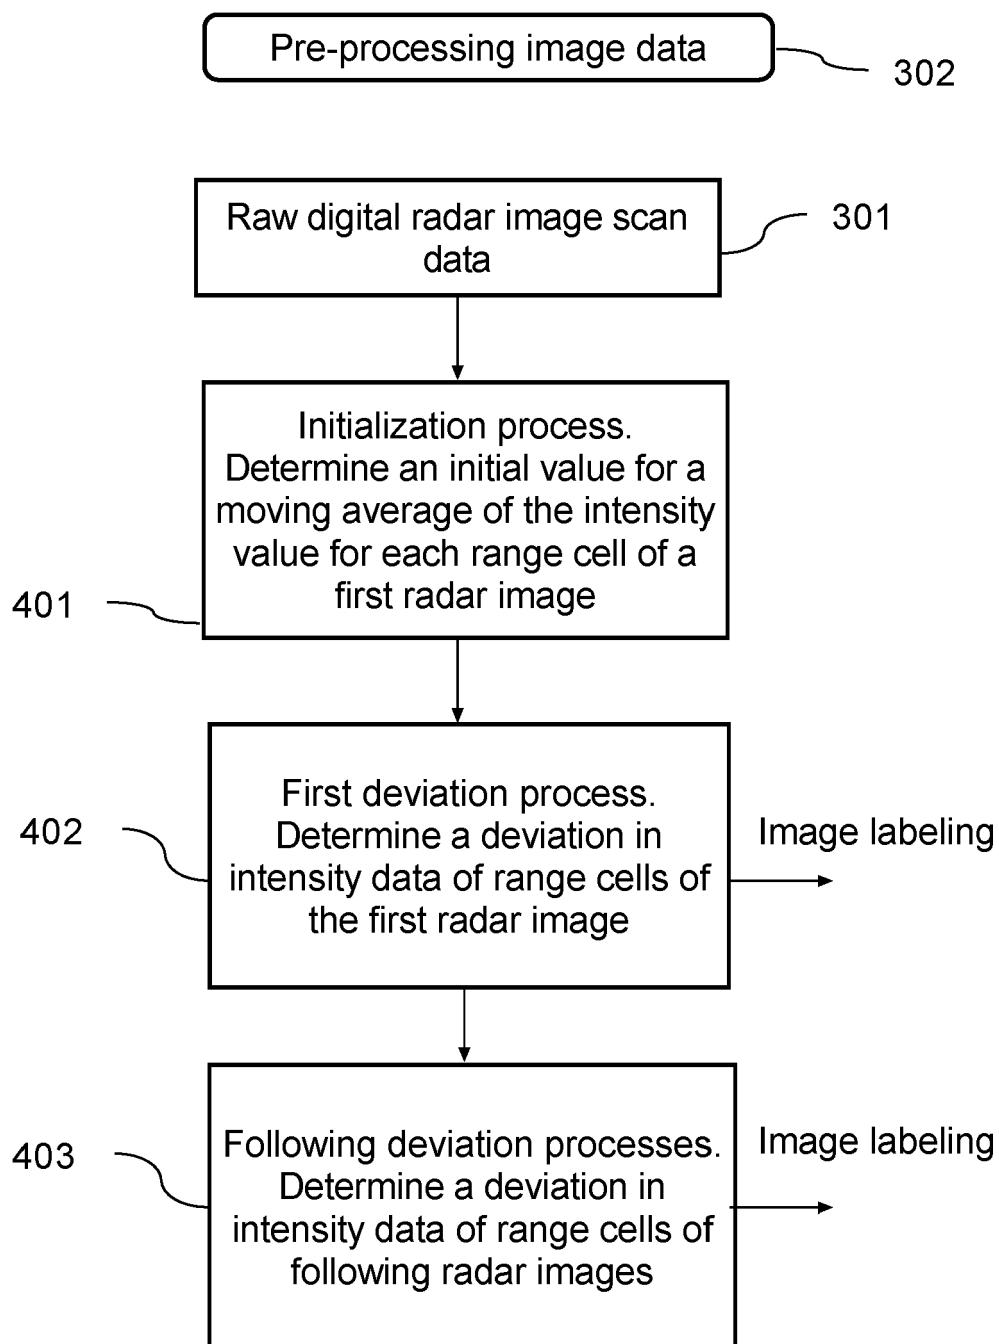 Pre-processing image data
302
Raw digital radar image scan
data
301
Initialization process.
Determine an initial value for a
moving average of the intensity
value for each range cell of a
first radar image
401
First deviation process.
Determine a deviation in
intensity data of range cells of
the first radar image
402
Image labeling
Following deviation processes.
Determine a deviation in
intensity data of range cells of
following radar images
403
Image labeling